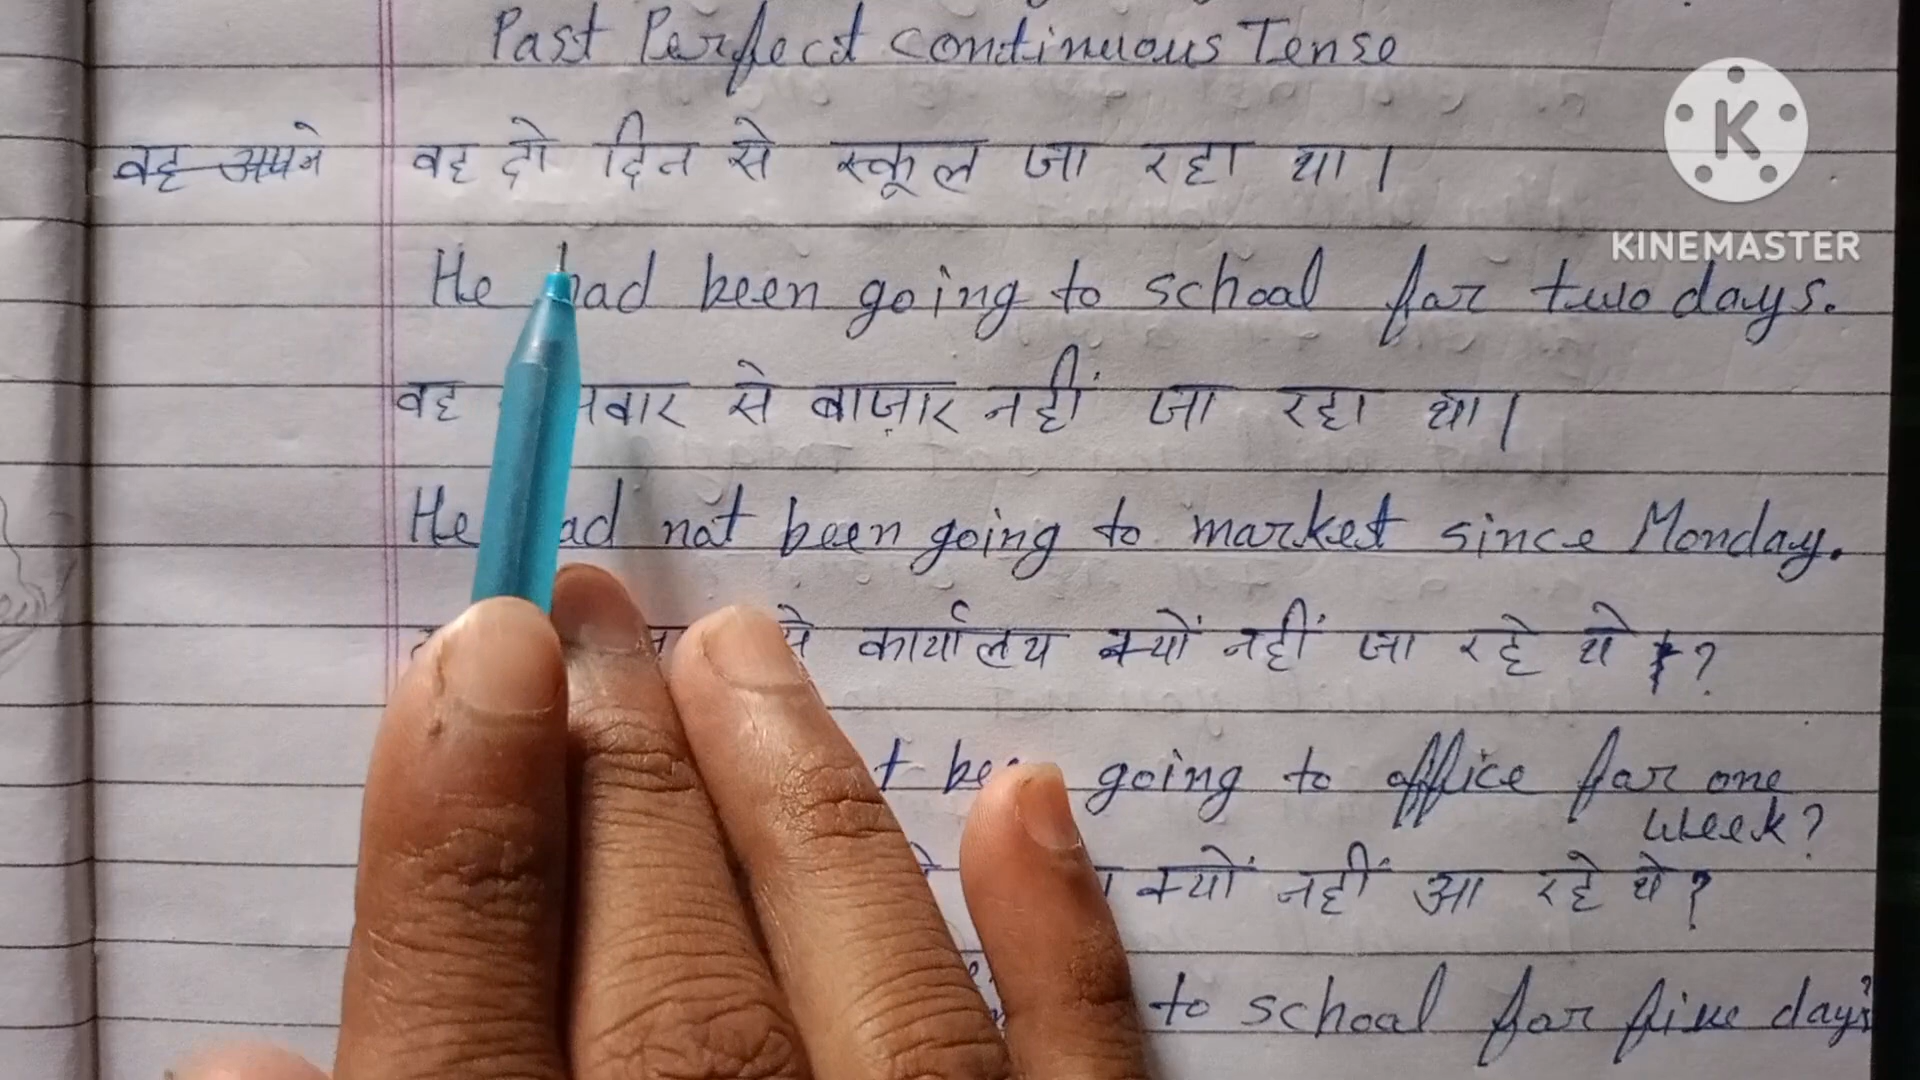 Past Perfect Continuous Tense
वह अपने वह दो दिन से स्कूल जा रहा था।
He had been going to school for two days.
वह से बाज़ार नहीं जा रहा था।
He had not been going to market since Monday.
से कार्यालय क्यों नहीं जा रहे थे ?
going to office for one
week?
क्यों नहीं आ रहे थे?
to school for five days?
K
KINEMASTER